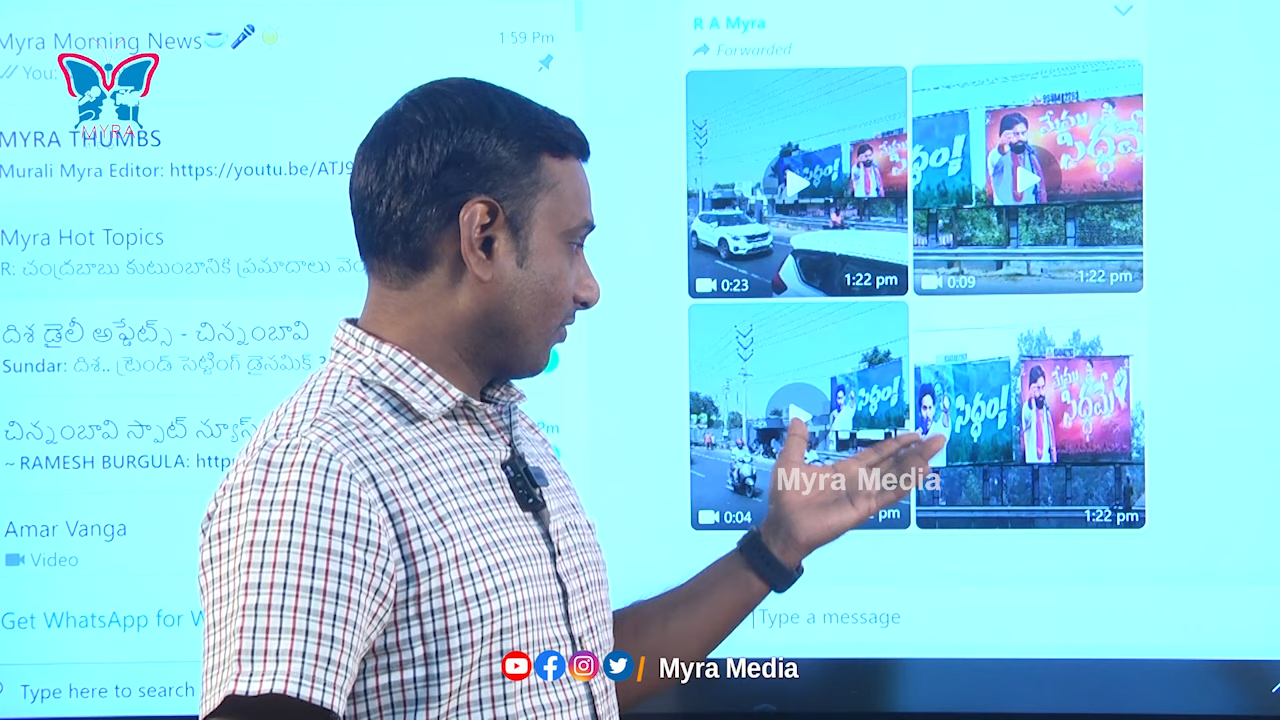 Myra Morning News
1:59 Pm
You:
MYRA
MYRA THUMBS
Murali Myra Editor: https://youtu.be/ATJ9
Myra Hot Topics
R: చంద్రబాబు కుటుంబానికి ప్రమాదాలు
దిశ డైలీ అప్డేట్స్ - చిన్నంబావి
Sundar: దిశ.. ట్రెండ్ సెట్టింగ్ డైనమిక్
చిన్నంబావి స్పాట్ న్యూస్
~ RAMESH BURGULA: http
Amar Vanga
Video
Get WhatsApp for W
Type here to search
R A Myra
Forwarded
సిద్ధం!
0:23
1:22 pm
సిద్ధం!
మేము
సిద్ధమే
0:09
1:22 pm
సిద్ధం!
0:04
pm
సిద్ధం!
మేము
సిద్ధమే
1:22 pm
Myra Media
Type a message
Myra Media